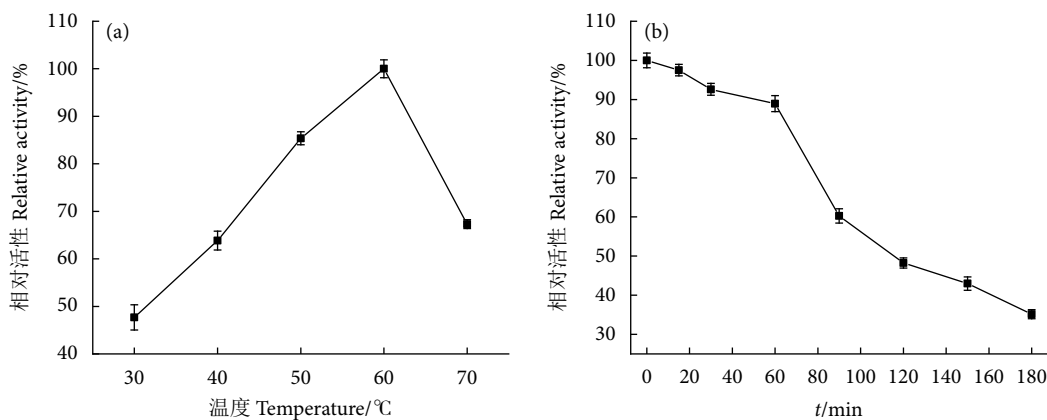 (a)
110
100
90
80
70
60
50
40
相对活性 Relative activity/%
30 40 50 60 70
温度 Temperature/℃
(b)
110
100
90
80
70
60
50
40
30
相对活性 Relative activity/%
0 20 40 60 80 100 120 140 160 180
t/min